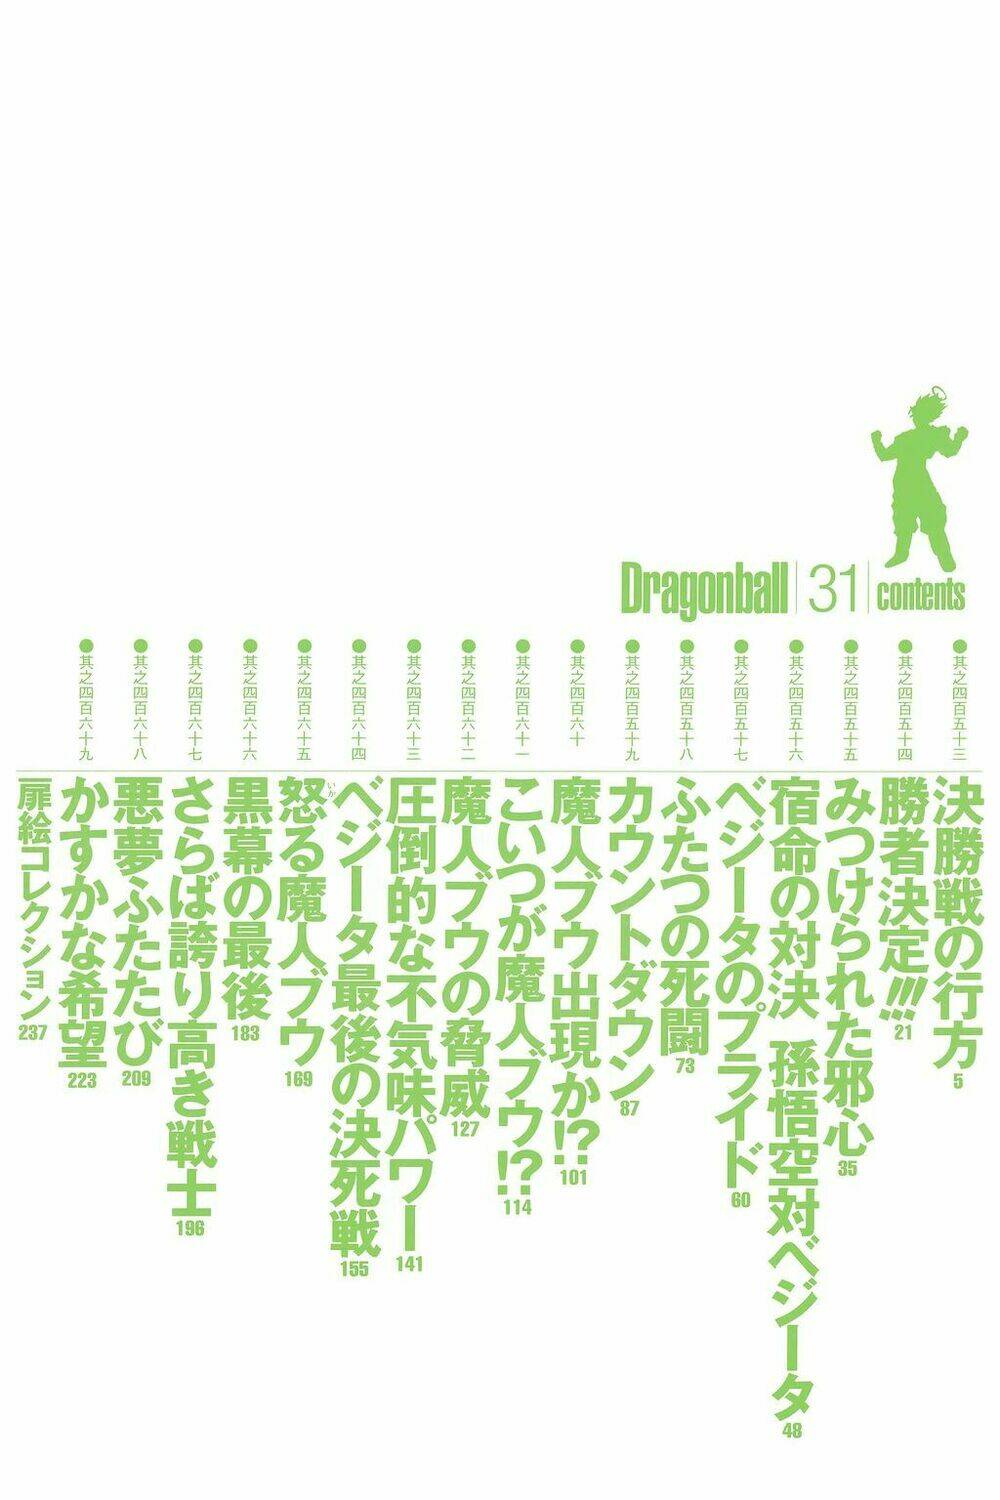 Dragonball 31 contents
其之四百五十三
決勝戦の行方
5
其之四百五十四
勝者決定!!!
21
其之四百五十五
みつけられた邪心
35
其之四百五十六
宿命の対決 孫悟空対ベジータ
48
其之四百五十七
ベジータのプライド
60
其之四百五十八
ふたつの死闘
73
其之四百五十九
カウントダウン
87
其之四百六十
魔人ブウ出現か!?
101
其之四百六十一
こいつが魔人ブウ!?
114
其之四百六十二
魔人ブウの脅威
127
其之四百六十三
圧倒的な不気味パワー
141
其之四百六十四
ベジータ最後の決死戦
155
其之四百六十五
怒る魔人ブウ
いか
169
其之四百六十六
黒幕の最後
183
其之四百六十七
さらば誇り高き戦士
196
其之四百六十八
悪夢ふたたび
209
其之四百六十九
かすかな希望
223
扉絵コレクション
237